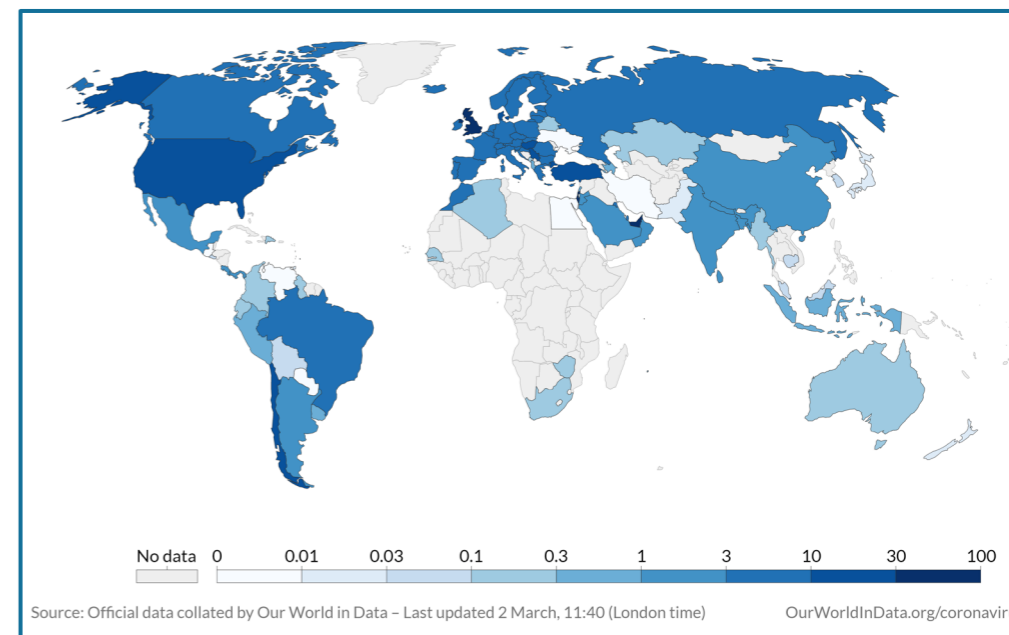 No data 0 0.01 0.03 0.1 0.3 1 3 10 30 100
Source: Official data collated by Our World in Data – Last updated 2 March, 11:40 (London time) OurWorldInData.org/coronavir